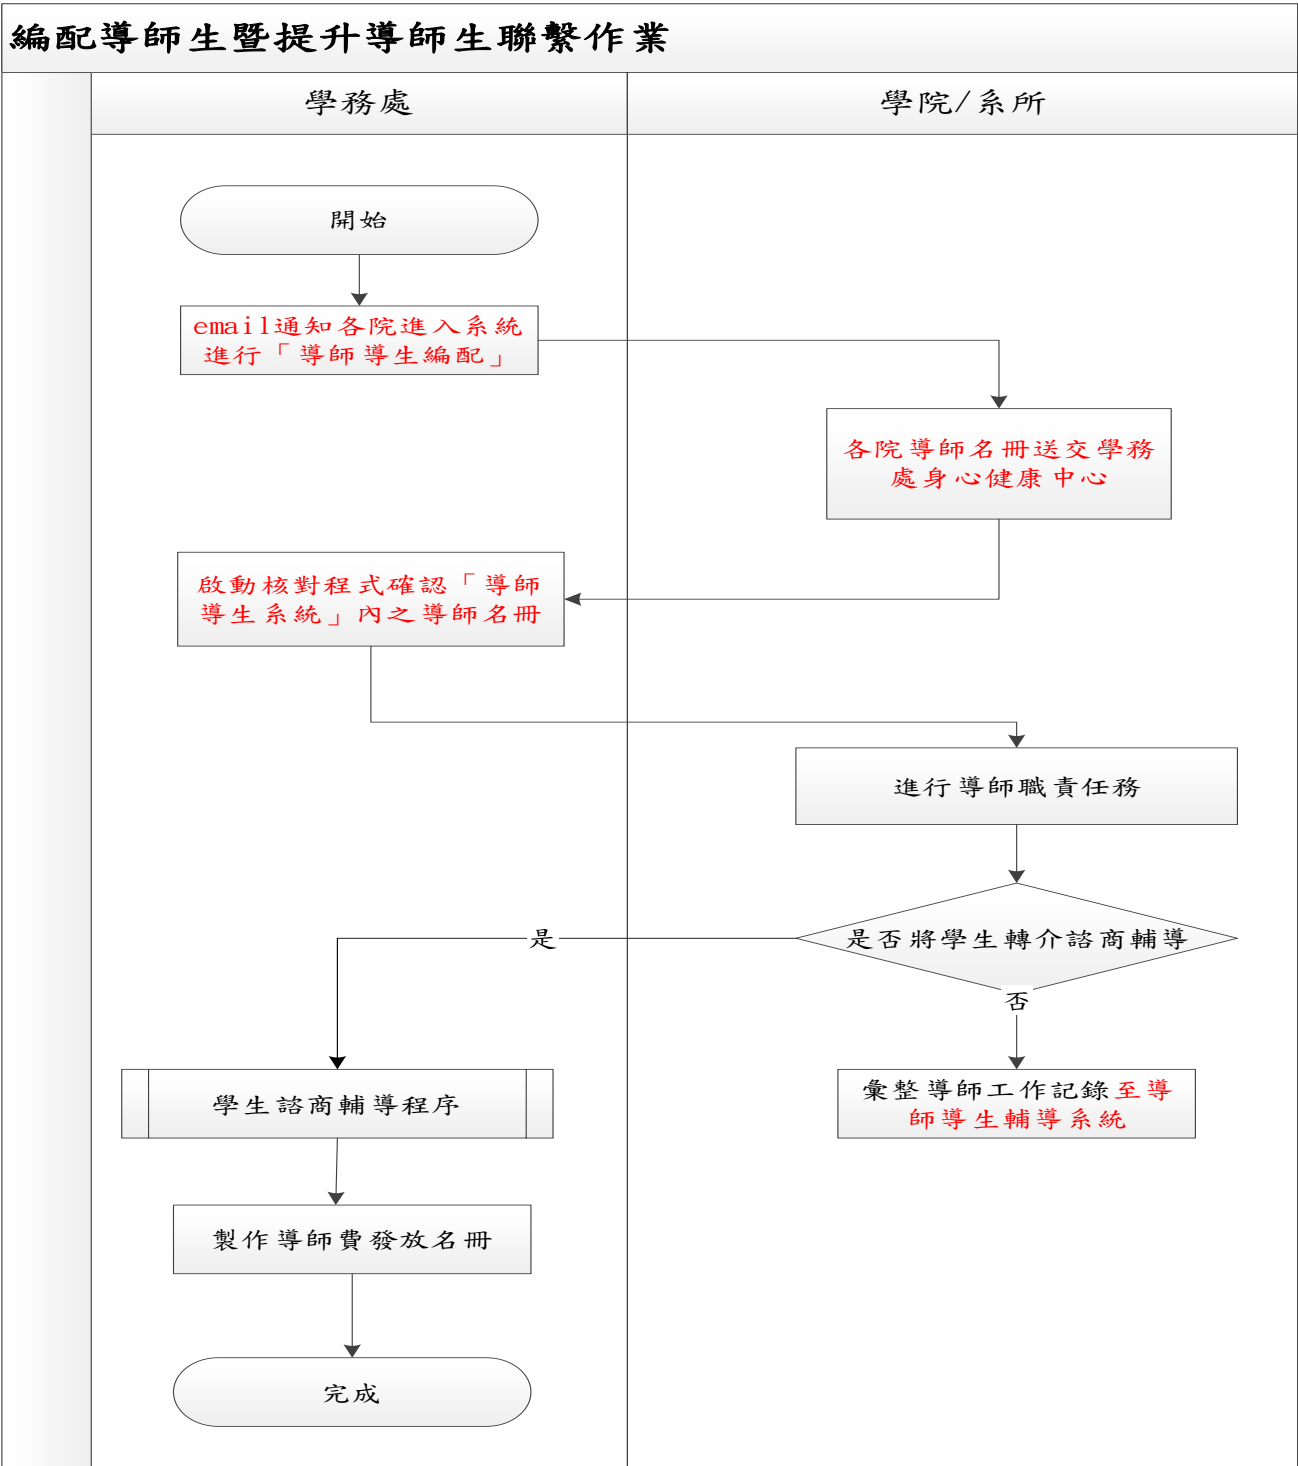 編配導師生暨提升導師生聯繫作業
學務處
學院/系所
開始
email通知各院進入系統
進行「導師導生編配」
各院導師名冊送交學務
處身心健康中心
啟動核對程式確認「導師
導生系統」內之導師名冊
進行導師職責任務
是否將學生轉介諮商輔導
是
否
學生諮商輔導程序
彙整導師工作記錄至導
師導生輔導系統
製作導師費發放名冊
完成